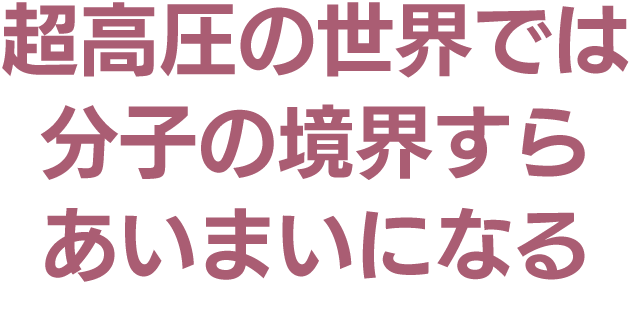 超高圧の世界では
分子の境界すら
あいまいになる